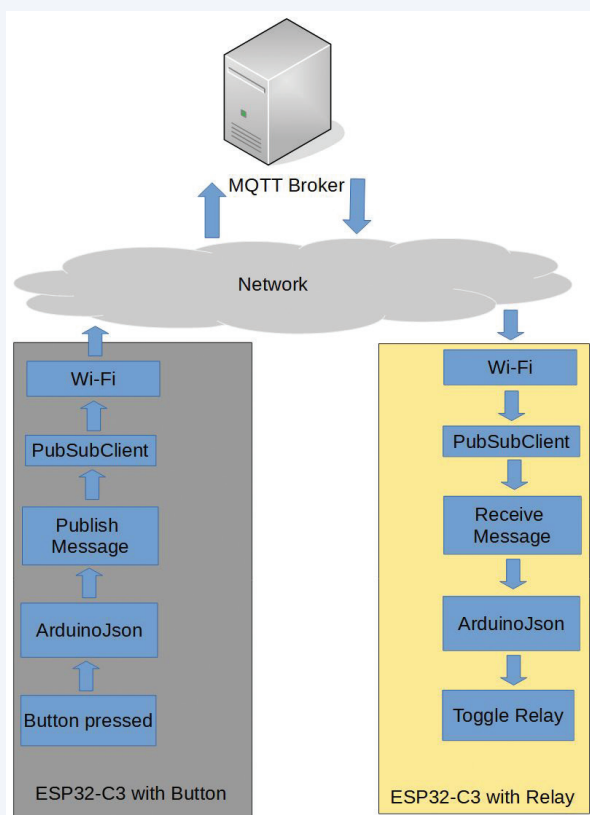 MQTT Broker
Network
Wi-Fi
PubSubClient
Publish
Message
ArduinoJson
Button pressed
ESP32-C3 with Button
Wi-Fi
PubSubClient
Receive
Message
ArduinoJson
Toggle Relay
ESP32-C3 with Relay